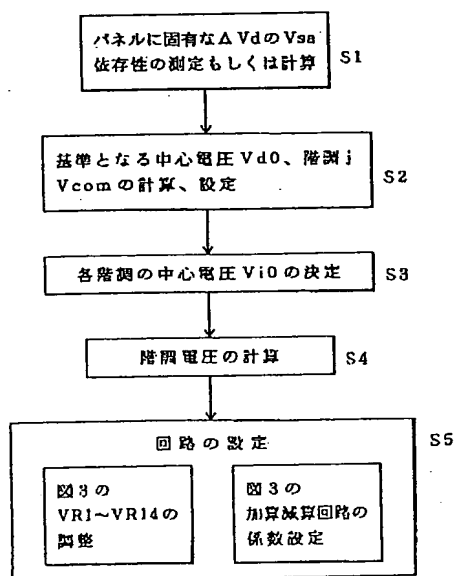 パネルに固有なΔVdのVsa
依存性の測定もしくは計算
S1
基準となる中心電圧Vd0、階調j
Vcomの計算、設定
S2
各階調の中心電圧Vi0の決定
S3
階調電圧の計算
S4
回路の設定
S5
図3の
VR1～VR14の
調整
図3の
加算減算回路の
係数設定